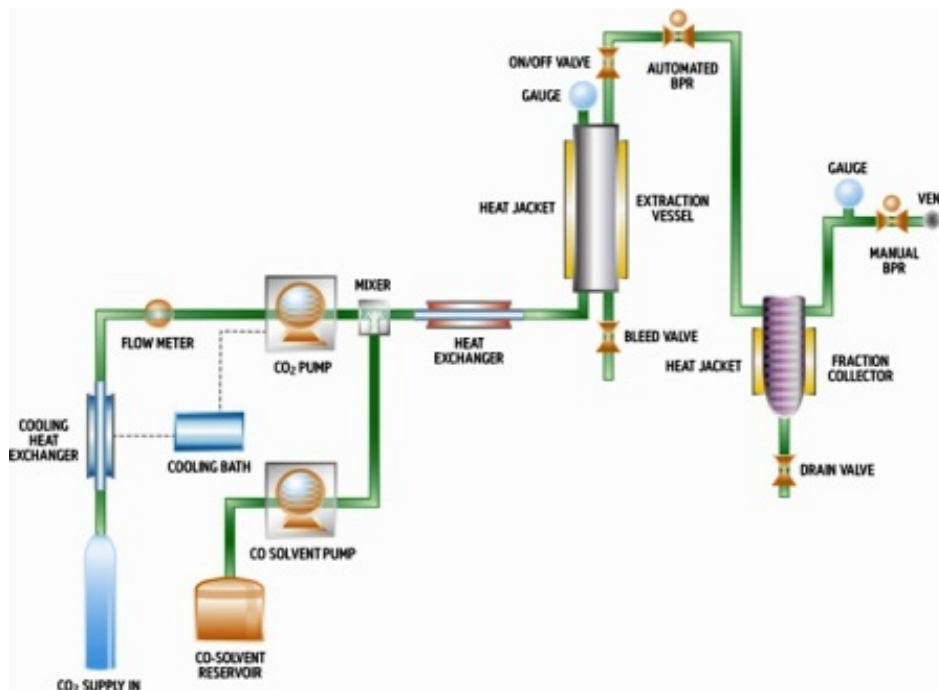 ON/OFF VALVE
AUTOMATED
BPR
GAUGE
HEAT JACKET
EXTRACTION
VESSEL
GAUGE
VEN
MANUAL
BPR
MIXER
FLOW METER
CO₂ PUMP
HEAT
EXCHANGER
BLEED VALVE
HEAT JACKET
FRACTION
COLLECTOR
COOLING
HEAT
EXCHANGER
COOLING BATH
DRAIN VALVE
CO SOLVENT PUMP
CO-SOLVENT
RESERVOIR
CO₂ SUPPLY IN